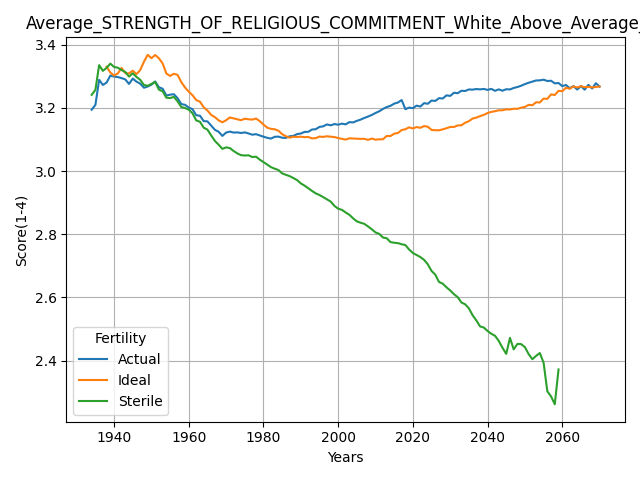 Average_STRENGTH_OF_RELIGIOUS_COMMITMENT_White_Above_Average_
3.4
3.2
3.0
2.8
2.6
2.4
Score(1-4)
Fertility
Actual
Ideal
Sterile
1940 1960 1980 2000 2020 2040 2060
Years